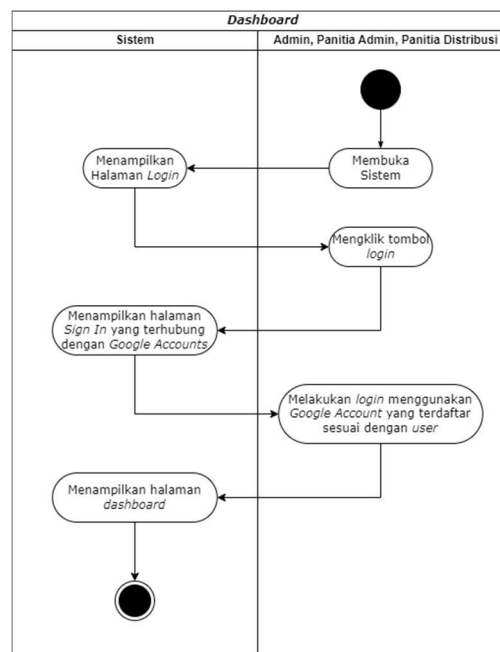 Dashboard
Sistem
Admin, Panitia Admin, Panitia Distribusi
Membuka
Sistem
Menampilkan
Halaman Login
Mengklik tombol
login
Menampilkan halaman
Sign In yang terhubung
dengan Google Accounts
Melakukan login menggunakan
Google Account yang terdaftar
sesuai dengan user
Menampilkan halaman
dashboard